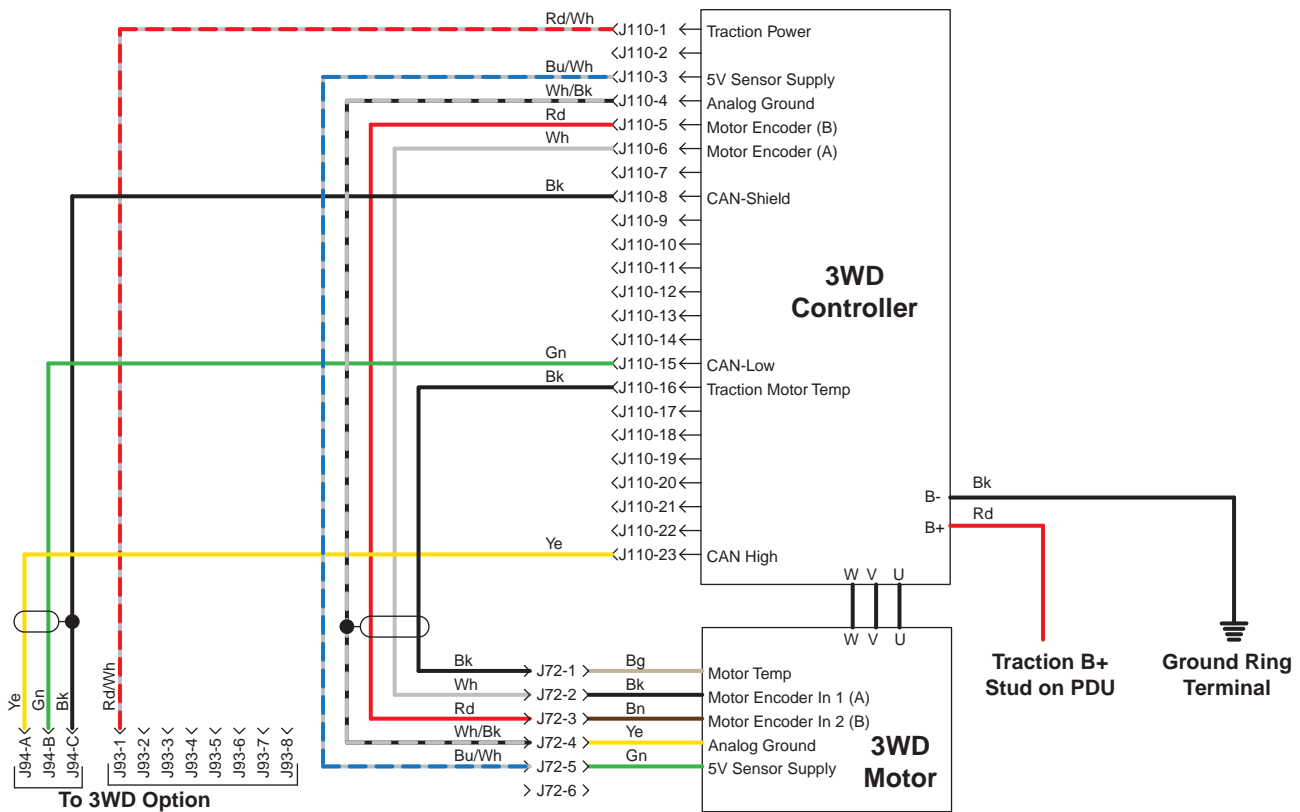 Rd/Wh J110-1 Traction Power
J110-2
Bu/Wh J110-3 5V Sensor Supply
Wh/Bk J110-4 Analog Ground
Rd J110-5 Motor Encoder (B)
Wh J110-6 Motor Encoder (A)
J110-7
Bk J110-8 CAN-Shield
J110-9
J110-10
J110-11
J110-12
J110-13
J110-14
Gn J110-15 CAN-Low
Bk J110-16 Traction Motor Temp
J110-17
J110-18
J110-19
J110-20
J110-21
J110-22
Ye J110-23 CAN High
3WD
Controller
B- Bk
B+ Rd
W V U
W V U
Traction B+
Stud on PDU
Ground Ring
Terminal
Bk J72-1 Bg Motor Temp
Wh J72-2 Bk Motor Encoder In 1 (A)
Rd J72-3 Bn Motor Encoder In 2 (B)
Wh/Bk J72-4 Ye Analog Ground
Bu/Wh J72-5 Gn 5V Sensor Supply
J72-6
3WD
Motor
Ye
Gn
Bk
Rd/Wh
J94-A
J94-B
J94-C
J93-1
J93-2
J93-3
J93-4
J93-5
J93-6
J93-7
J93-8
To 3WD Option